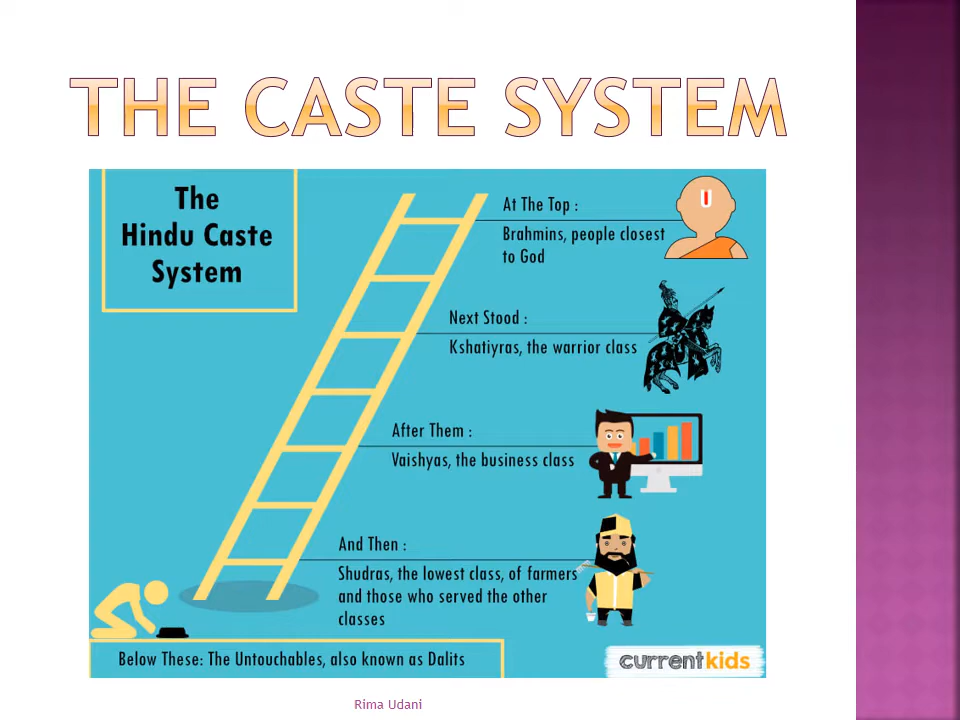 THE CASTE SYSTEM
The
Hindu Caste
System
At The Top :
Brahmins, people closest
to God
Next Stood :
Kshatiyras, the warrior class
After Them :
Vaishyas, the business class
And Then :
Shudras, the lowest class, of farmers
and those who served the other
classes
Below These: The Untouchables, also known as Dalits
currentkids
Rima Udani